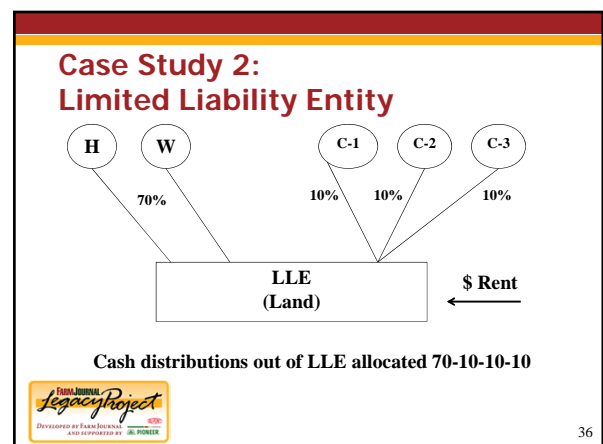 Case Study 2:
Limited Liability Entity
H
W
C-1
C-2
C-3
70%
10%
10%
10%
LLE
(Land)
$ Rent
Cash distributions out of LLE allocated 70-10-10-10
FARM JOURNAL
Legacy Project
DEVELOPED BY FARM JOURNAL
AND SUPPORTED BY PIONEER.
36